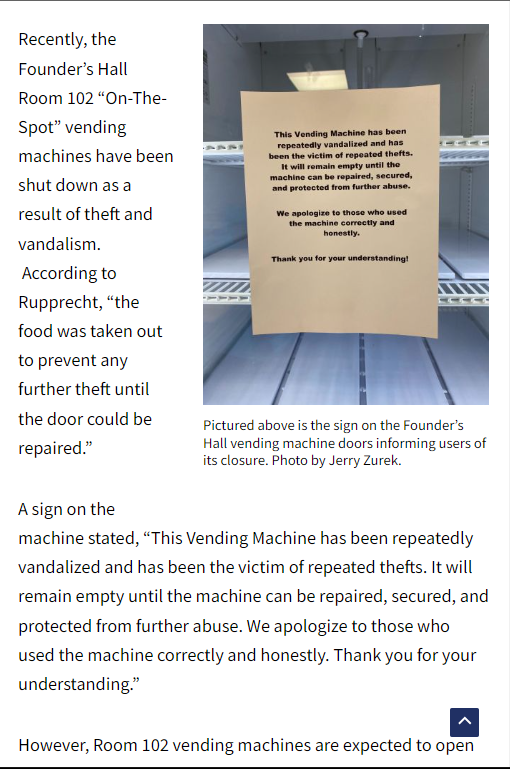 Recently, the
Founder’s Hall
Room 102 “On-The-
Spot” vending
machines have been
shut down as a
result of theft and
vandalism.
According to
Rupprecht, “the
food was taken out
to prevent any
further theft until
the door could be
repaired.”
This Vending Machine has been
repeatedly vandalized and has
been the victim of repeated thefts.
It will remain empty until the
machine can be repaired, secured,
and protected from further abuse.
We apologize to those who used
the machine correctly and
honestly.
Thank you for your understanding!
Pictured above is the sign on the Founder’s
Hall vending machine doors informing users of
its closure. Photo by Jerry Zurek.
A sign on the
machine stated, “This Vending Machine has been repeatedly
vandalized and has been the victim of repeated thefts. It will
remain empty until the machine can be repaired, secured, and
protected from further abuse. We apologize to those who
used the machine correctly and honestly. Thank you for your
understanding.”
However, Room 102 vending machines are expected to open